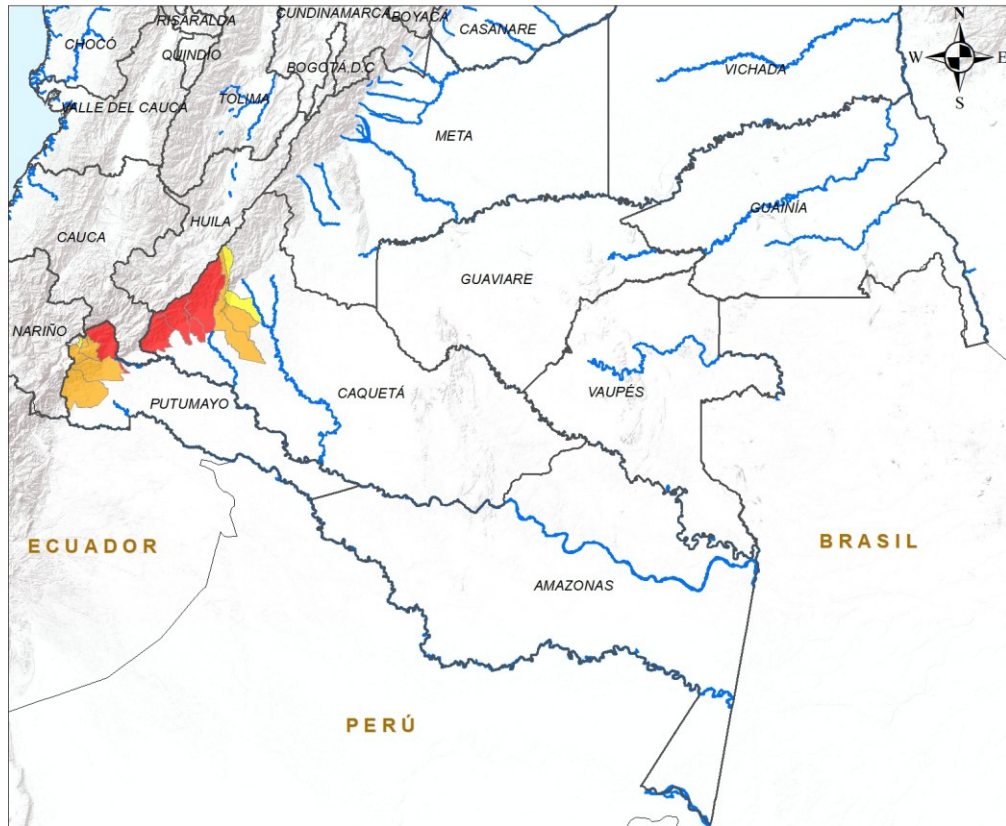 CUNDINAMARCA
BOYACÁ
RISARALDA
CASANARE
N
CHOCÓ
QUINDÍO
BOGOTÁ D.C
W
E
VICHADA
S
VALLE DEL CAUCA
TOLIMA
META
GUAINÍA
HUILA
CAUCA
GUAVIARE
NARIÑO
CAQUETÁ
VAUPÉS
PUTUMAYO
ECUADOR
BRASIL
AMAZONAS
PERÚ